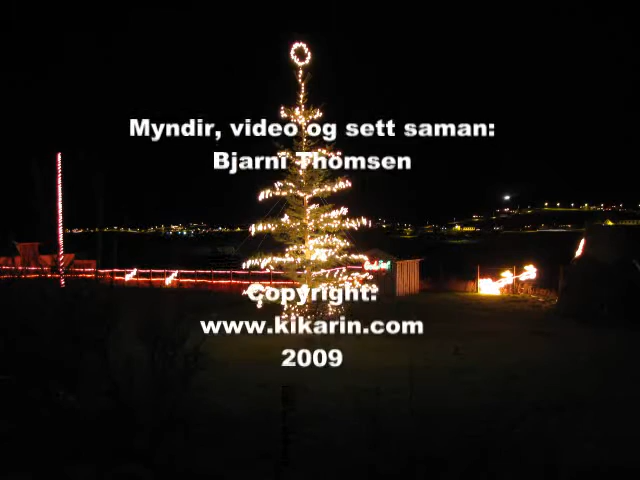 Myndir, video og sett saman:
Bjarni Thomsen
Copyright:
www.kikarin.com
2009